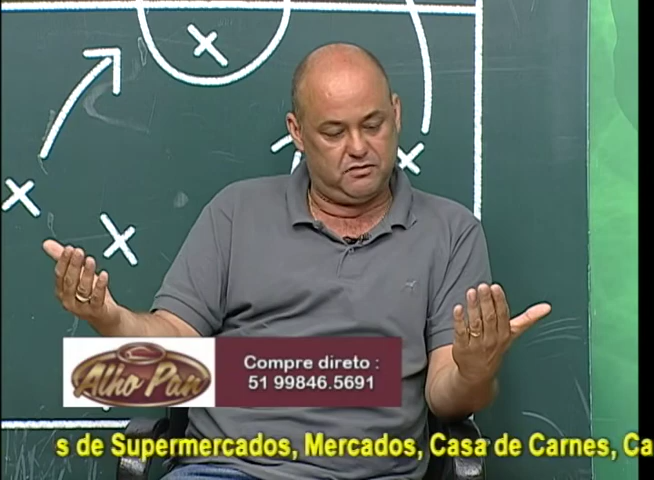 Alho Pan
Compre direto :
51 99846.5691
s de Supermercados, Mercados, Casa de Carnes, Ca